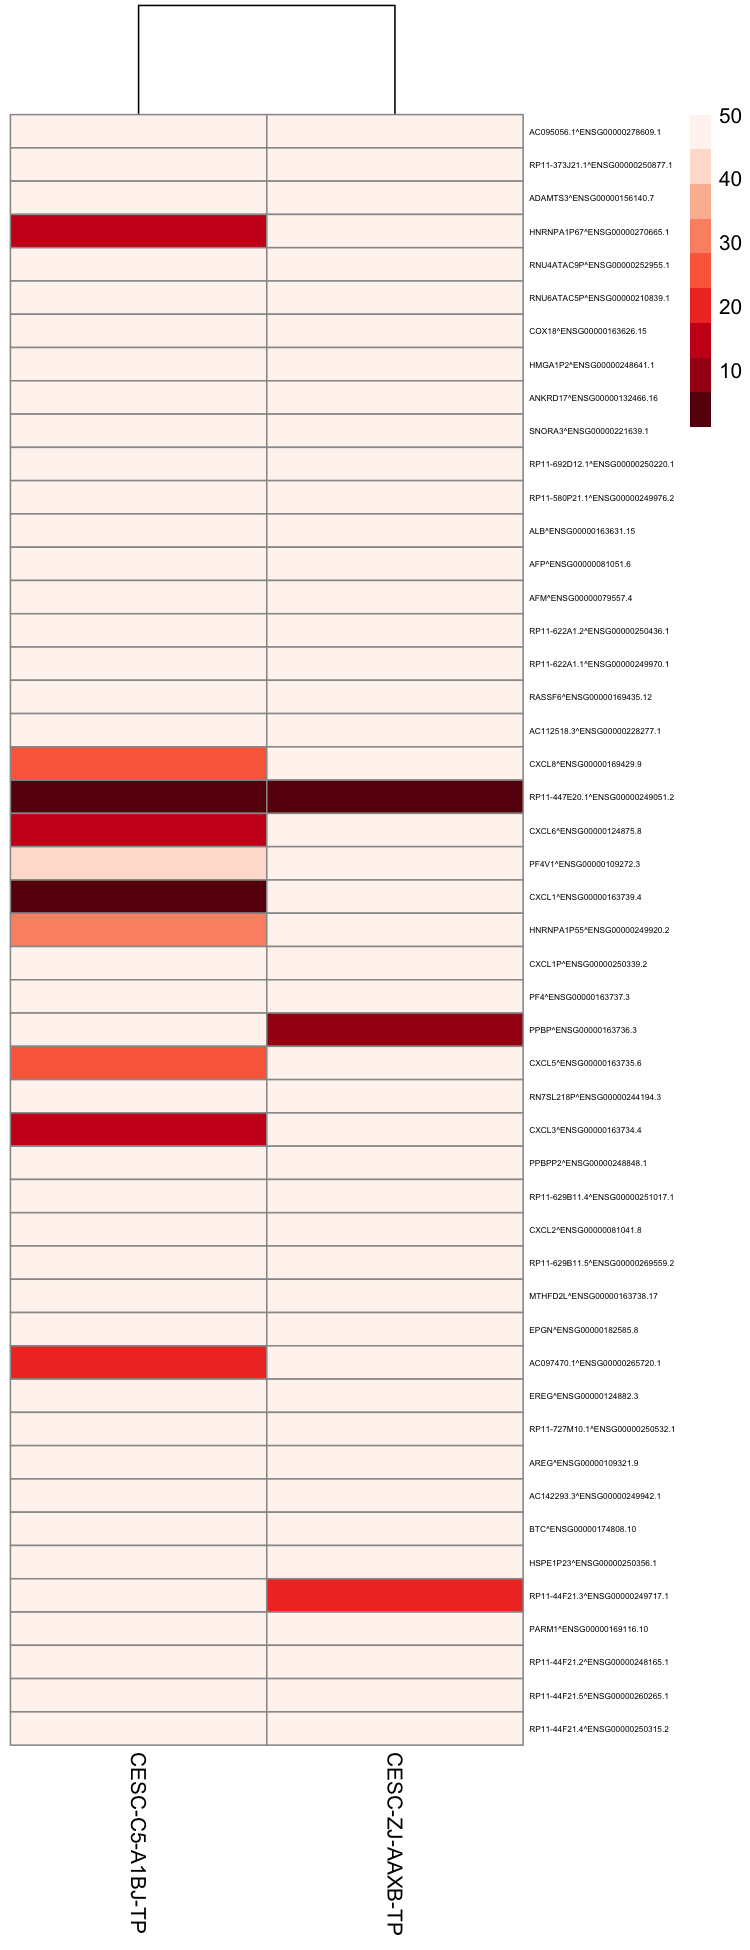 50
40
30
20
10
AC095056.1^ENSG00000278609.1
RP11-373J21.1^ENSG00000250877.1
ADAMTS3^ENSG00000156140.7
HNRNPA1P67^ENSG00000270665.1
RNU4ATAC9P^ENSG00000252955.1
RNU6ATAC5P^ENSG00000210839.1
COX18^ENSG00000163626.15
HMGA1P2^ENSG00000248641.1
ANKRD17^ENSG00000132466.16
SNORA3^ENSG00000221639.1
RP11-692D12.1^ENSG00000250220.1
RP11-580P21.1^ENSG00000249976.2
ALB^ENSG00000163631.15
AFP^ENSG00000081051.6
AFM^ENSG00000079557.4
RP11-622A1.2^ENSG00000250436.1
RP11-622A1.1^ENSG00000249970.1
RASSF6^ENSG00000169435.12
AC112518.3^ENSG00000228277.1
CXCL8^ENSG00000169429.9
RP11-447E20.1^ENSG00000249051.2
CXCL6^ENSG00000124875.8
PF4V1^ENSG00000109272.3
CXCL1^ENSG00000163739.4
HNRNPA1P55^ENSG00000249920.2
CXCL1P^ENSG00000250339.2
PF4^ENSG00000163737.3
PPBP^ENSG00000163736.3
CXCL5^ENSG00000163735.6
RN7SL218P^ENSG00000244194.3
CXCL3^ENSG00000163734.4
PPBPP2^ENSG00000248848.1
RP11-629B11.4^ENSG00000251017.1
CXCL2^ENSG00000081041.8
RP11-629B11.5^ENSG00000269559.2
MTHFD2L^ENSG00000163738.17
EPGN^ENSG00000182585.8
AC097470.1^ENSG00000265720.1
EREG^ENSG00000124882.3
RP11-727M10.1^ENSG00000250532.1
AREG^ENSG00000109321.9
AC142293.3^ENSG00000249942.1
BTC^ENSG00000174808.10
HSPE1P23^ENSG00000250356.1
RP11-44F21.3^ENSG00000249717.1
PARM1^ENSG00000169116.10
RP11-44F21.2^ENSG00000248165.1
RP11-44F21.5^ENSG00000260265.1
RP11-44F21.4^ENSG00000250315.2
CESC-C5-A1BJ-TP
CESC-ZJ-AAXB-TP